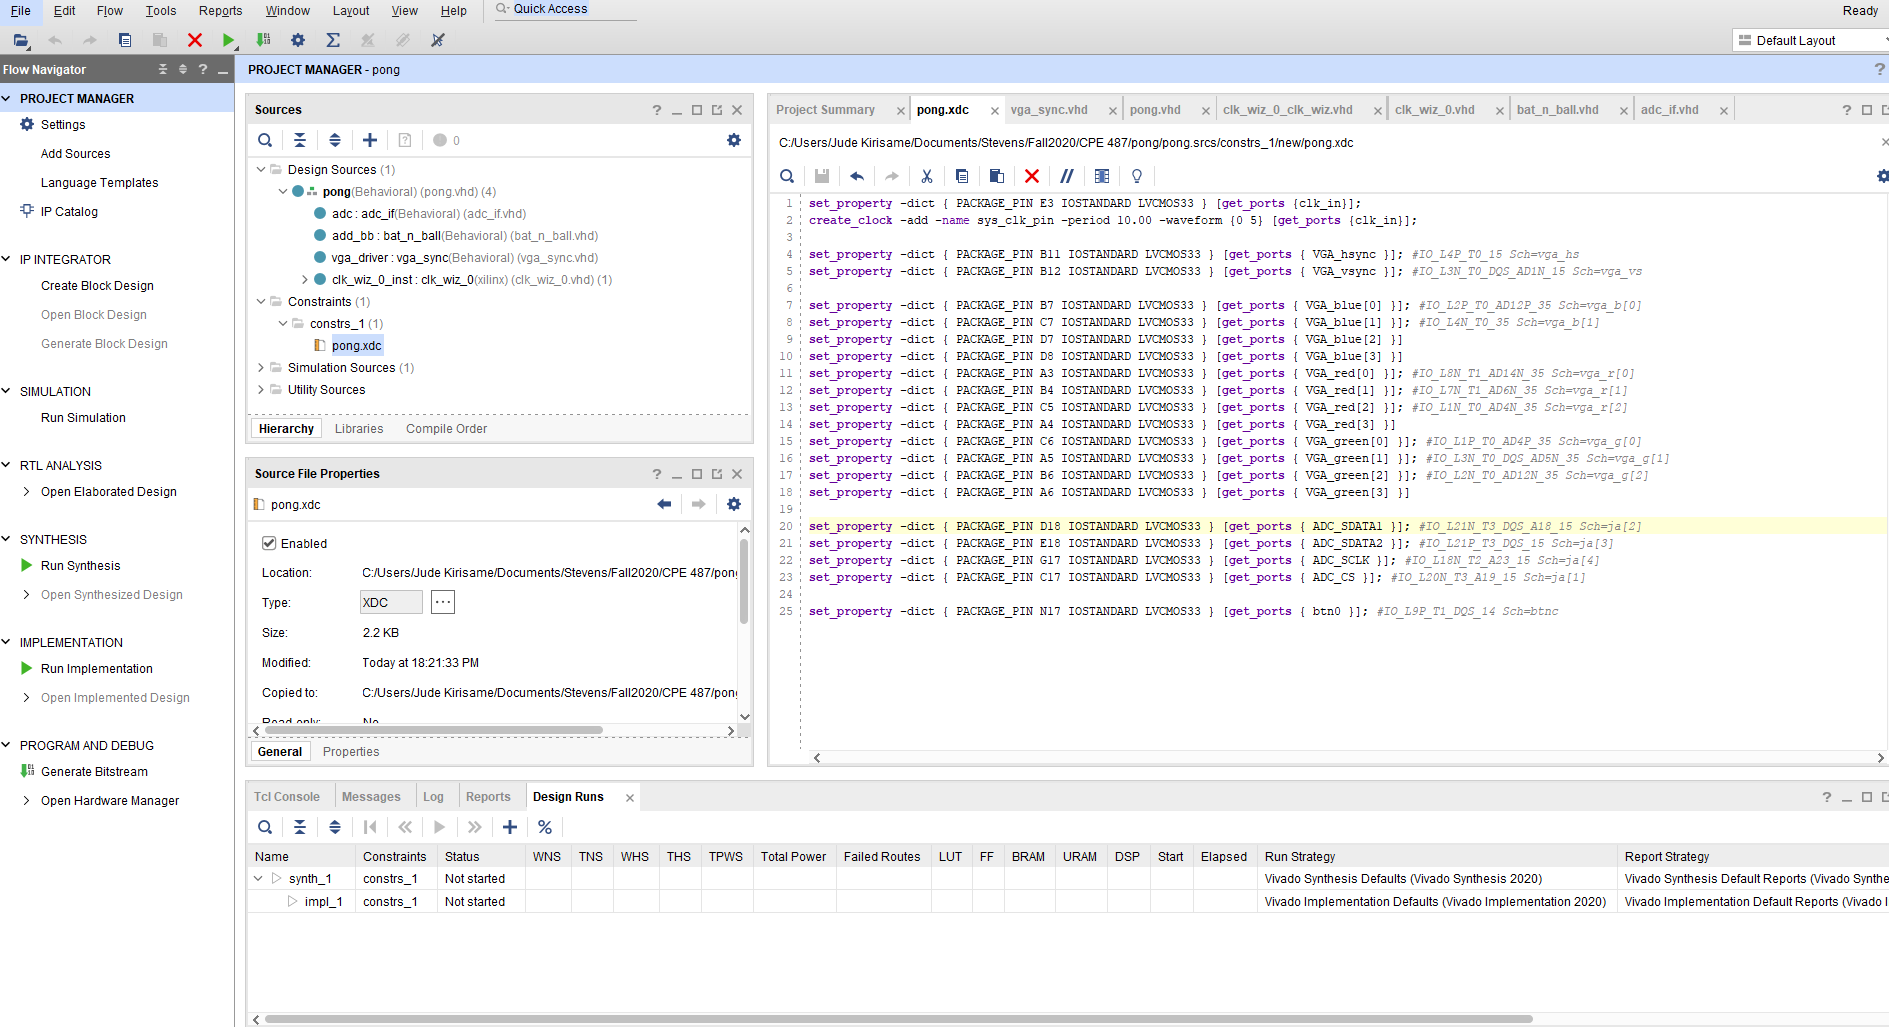 File Edit Flow Tools Reports Window Layout View Help Quick Access Ready
Default Layout
Flow Navigator ? _
PROJECT MANAGER - pong ?
PROJECT MANAGER
Settings
Add Sources
Language Templates
IP Catalog
IP INTEGRATOR
Create Block Design
Open Block Design
Generate Block Design
SIMULATION
Run Simulation
RTL ANALYSIS
Open Elaborated Design
SYNTHESIS
Run Synthesis
Open Synthesized Design
IMPLEMENTATION
Run Implementation
Open Implemented Design
PROGRAM AND DEBUG
Generate Bitstream
Open Hardware Manager
Sources
0
Design Sources (1)
pong(Behavioral) (pong.vhd) (4)
adc : adc_if(Behavioral) (adc_if.vhd)
add_bb : bat_n_ball(Behavioral) (bat_n_ball.vhd)
vga_driver : vga_sync(Behavioral) (vga_sync.vhd)
clk_wiz_0_inst : clk_wiz_0(xilinx) (clk_wiz_0.vhd) (1)
Constraints (1)
constrs_1 (1)
pong.xdc
Simulation Sources (1)
Utility Sources
Hierarchy Libraries Compile Order
Source File Properties
pong.xdc
Enabled
Location: C:/Users/Jude Kirisame/Documents/Stevens/Fall2020/CPE 487/pong
Type: XDC ...
Size: 2.2 KB
Modified: Today at 18:21:33 PM
Copied to: C:/Users/Jude Kirisame/Documents/Stevens/Fall2020/CPE 487/pong
Read-only: No
General Properties
Project Summary pong.xdc vga_sync.vhd pong.vhd clk_wiz_0_clk_wiz.vhd clk_wiz_0.vhd bat_n_ball.vhd adc_if.vhd
C:/Users/Jude Kirisame/Documents/Stevens/Fall2020/CPE 487/pong/pong.srcs/constrs_1/new/pong.xdc
1 set_property -dict { PACKAGE_PIN E3 IOSTANDARD LVCMOS33 } [get_ports {clk_in}];
2 create_clock -add -name sys_clk_pin -period 10.00 -waveform {0 5} [get_ports {clk_in}];
3
4 set_property -dict { PACKAGE_PIN B11 IOSTANDARD LVCMOS33 } [get_ports { VGA_hsync }]; #IO_L4P_T0_15 Sch=vga_hs
5 set_property -dict { PACKAGE_PIN B12 IOSTANDARD LVCMOS33 } [get_ports { VGA_vsync }]; #IO_L3N_T0_DQS_AD1N_15 Sch=vga_vs
6
7 set_property -dict { PACKAGE_PIN B7 IOSTANDARD LVCMOS33 } [get_ports { VGA_blue[0] }]; #IO_L2P_T0_AD12P_35 Sch=vga_b[0]
8 set_property -dict { PACKAGE_PIN C7 IOSTANDARD LVCMOS33 } [get_ports { VGA_blue[1] }]; #IO_L4N_T0_35 Sch=vga_b[1]
9 set_property -dict { PACKAGE_PIN D7 IOSTANDARD LVCMOS33 } [get_ports { VGA_blue[2] }]
10 set_property -dict { PACKAGE_PIN D8 IOSTANDARD LVCMOS33 } [get_ports { VGA_blue[3] }]
11 set_property -dict { PACKAGE_PIN A3 IOSTANDARD LVCMOS33 } [get_ports { VGA_red[0] }]; #IO_L8N_T1_AD14N_35 Sch=vga_r[0]
12 set_property -dict { PACKAGE_PIN B4 IOSTANDARD LVCMOS33 } [get_ports { VGA_red[1] }]; #IO_L7N_T1_AD6N_35 Sch=vga_r[1]
13 set_property -dict { PACKAGE_PIN C5 IOSTANDARD LVCMOS33 } [get_ports { VGA_red[2] }]; #IO_L1N_T0_AD4N_35 Sch=vga_r[2]
14 set_property -dict { PACKAGE_PIN A4 IOSTANDARD LVCMOS33 } [get_ports { VGA_red[3] }]
15 set_property -dict { PACKAGE_PIN C6 IOSTANDARD LVCMOS33 } [get_ports { VGA_green[0] }]; #IO_L1P_T0_AD4P_35 Sch=vga_g[0]
16 set_property -dict { PACKAGE_PIN A5 IOSTANDARD LVCMOS33 } [get_ports { VGA_green[1] }]; #IO_L3N_T0_DQS_AD5N_35 Sch=vga_g[1]
17 set_property -dict { PACKAGE_PIN B6 IOSTANDARD LVCMOS33 } [get_ports { VGA_green[2] }]; #IO_L2N_T0_AD12N_35 Sch=vga_g[2]
18 set_property -dict { PACKAGE_PIN A6 IOSTANDARD LVCMOS33 } [get_ports { VGA_green[3] }]
19
20 set_property -dict { PACKAGE_PIN D18 IOSTANDARD LVCMOS33 } [get_ports { ADC_SDATA1 }]; #IO_L21N_T3_DQS_A18_15 Sch=ja[2]
21 set_property -dict { PACKAGE_PIN E18 IOSTANDARD LVCMOS33 } [get_ports { ADC_SDATA2 }]; #IO_L21P_T3_DQS_15 Sch=ja[3]
22 set_property -dict { PACKAGE_PIN G17 IOSTANDARD LVCMOS33 } [get_ports { ADC_SCLK }]; #IO_L18N_T2_A23_15 Sch=ja[4]
23 set_property -dict { PACKAGE_PIN C17 IOSTANDARD LVCMOS33 } [get_ports { ADC_CS }]; #IO_L20N_T3_A19_15 Sch=ja[1]
24
25 set_property -dict { PACKAGE_PIN N17 IOSTANDARD LVCMOS33 } [get_ports { btn0 }]; #IO_L9P_T1_DQS_14 Sch=btnc
Tcl Console Messages Log Reports Design Runs
Name Constraints Status WNS TNS WHS THS TPWS Total Power Failed Routes LUT FF BRAM URAM DSP Start Elapsed Run Strategy Report Strategy
synth_1 constrs_1 Not started Vivado Synthesis Defaults (Vivado Synthesis 2020) Vivado Synthesis Default Reports (Vivado Synthe
impl_1 constrs_1 Not started Vivado Implementation Defaults (Vivado Implementation 2020) Vivado Implementation Default Reports (Vivado I